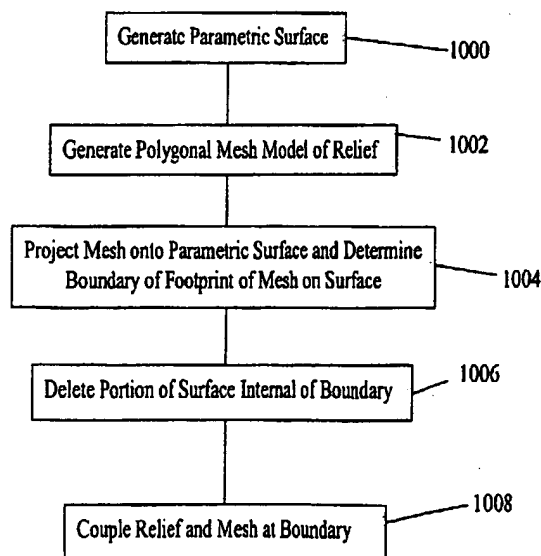 Generate Parametric Surface
1000
Generate Polygonal Mesh Model of Relief
1002
Project Mesh onto Parametric Surface and Determine
Boundary of Footprint of Mesh on Surface
1004
Delete Portion of Surface Internal of Boundary
1006
Couple Relief and Mesh at Boundary
1008